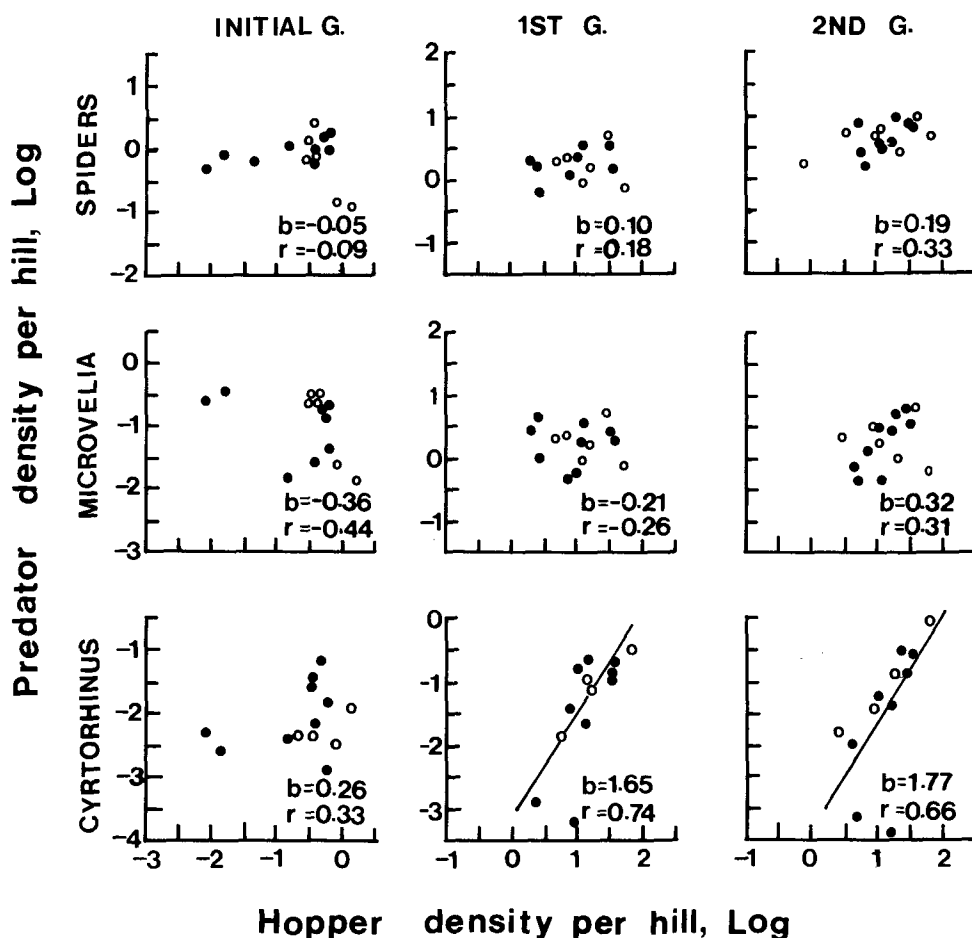 INITIAL G. 1ST G. 2ND G.
Predator density per hill, Log
SPIDERS
1
0
-1
-2
b=-0.05
r=-0.09
2
1
0
-1
b=0.10
r=0.18
b=0.19
r=0.33
MICROVELIA
0
-1
-2
-3
b=-0.36
r=-0.44
2
1
0
-1
b=-0.21
r=-0.26
b=0.32
r=0.31
CYRTORHINUS
-1
-2
-3
-4
b=0.26
r=0.33
0
-1
-2
-3
b=1.65
r=0.74
b=1.77
r=0.66
-3 -2 -1 0
-1 0 1 2
-1 0 1 2
Hopper density per hill, Log